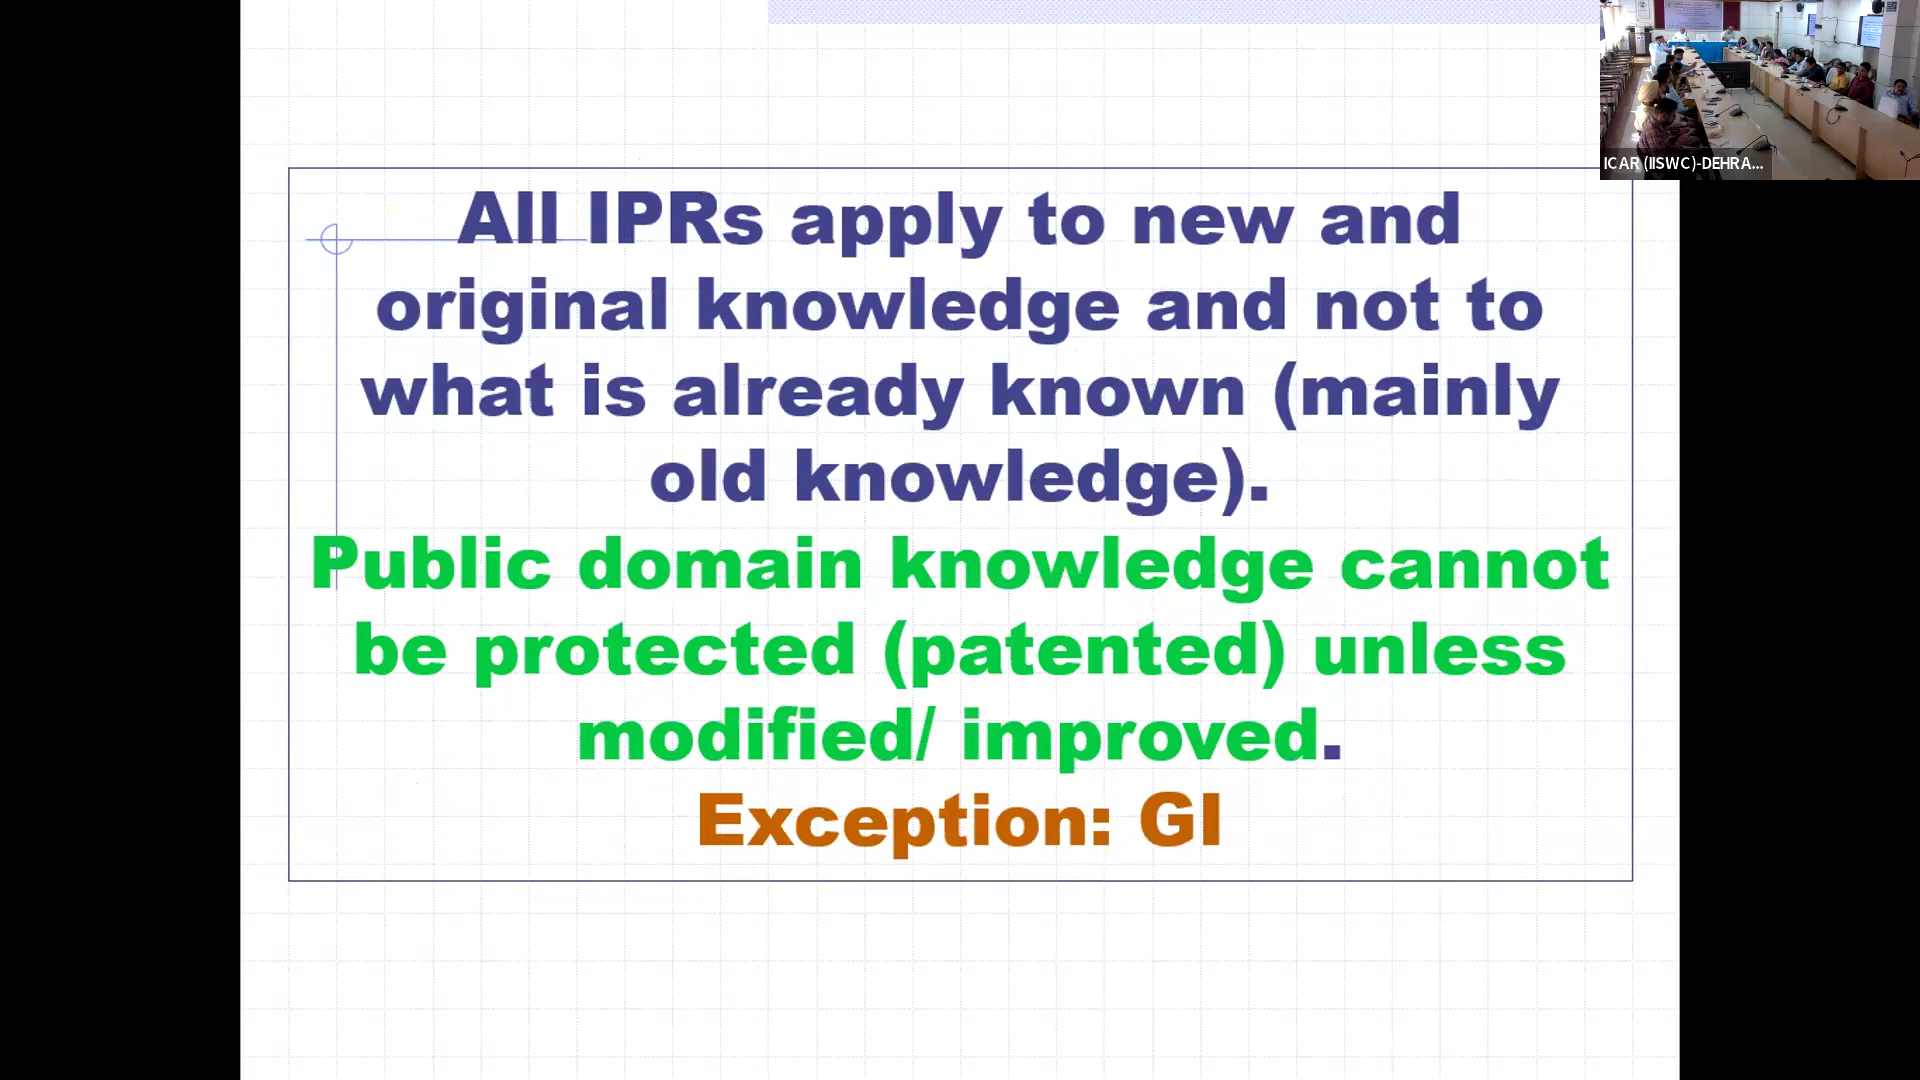 ICAR (IISWC)-DEHRA...
All IPRs apply to new and
original knowledge and not to
what is already known (mainly
old knowledge).
Public domain knowledge cannot
be protected (patented) unless
modified/ improved.
Exception: GI